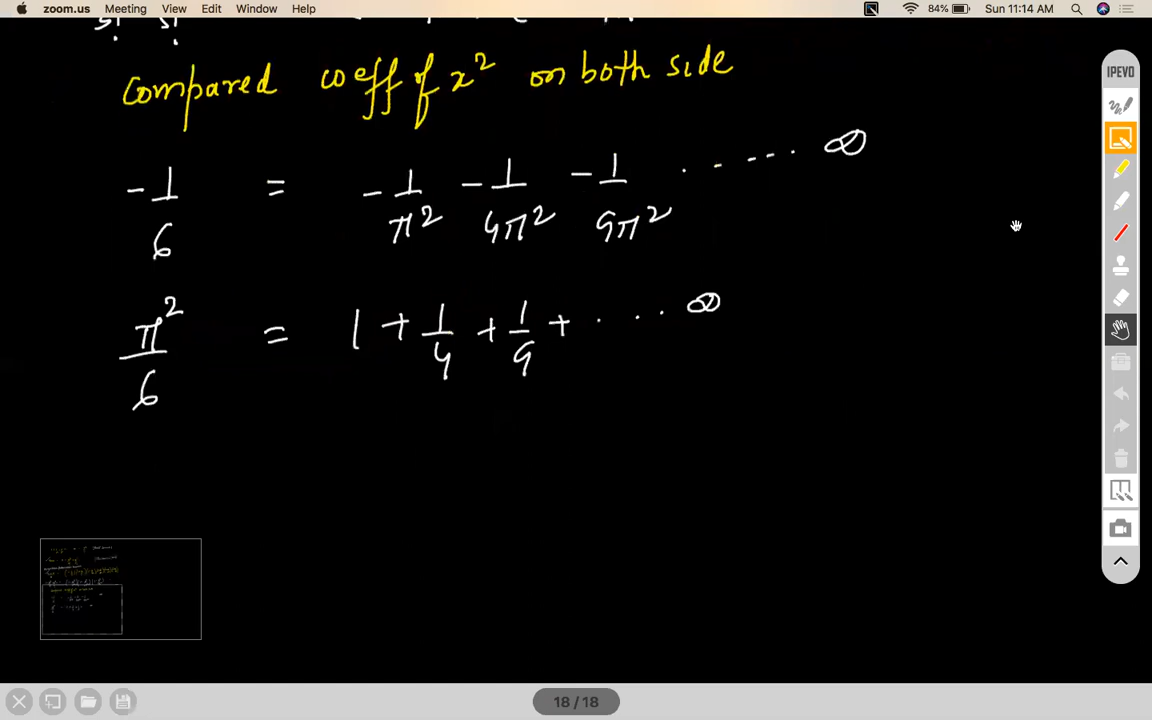 zoom.us Meeting View Edit Window Help 84% Sun 11:14 AM
Compared coeff of x² on both side
-1/6 = -1/π² -1/4π² -1/9π² ....... ∞
π²/6 = 1 + 1/4 + 1/9 + .... ∞
IPEVO
18 / 18